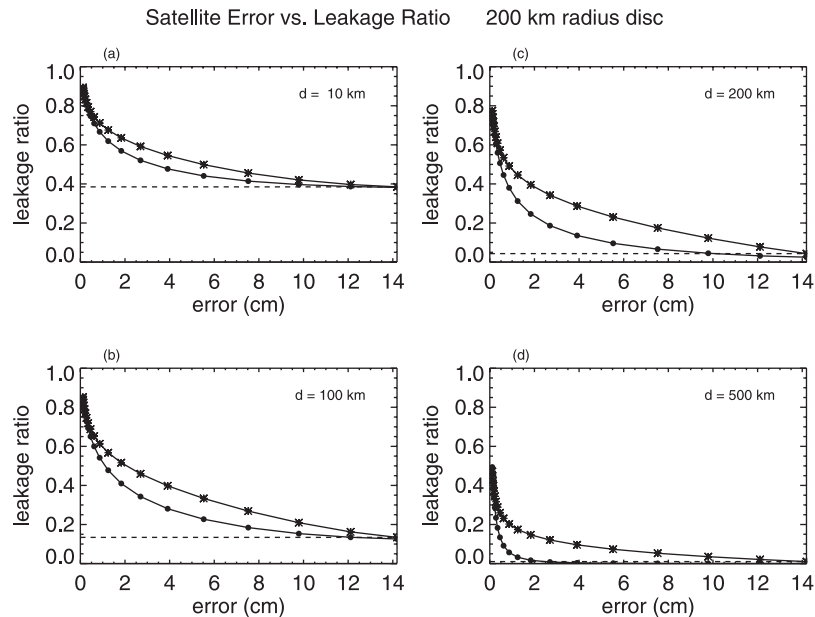 Satellite Error vs. Leakage Ratio 200 km radius disc
(a)
1.0
0.8
0.6
0.4
0.2
0.0
leakage ratio
d = 10 km
0 2 4 6 8 10 12 14
error (cm)
(c)
1.0
0.8
0.6
0.4
0.2
0.0
leakage ratio
d = 200 km
0 2 4 6 8 10 12 14
error (cm)
(b)
1.0
0.8
0.6
0.4
0.2
0.0
leakage ratio
d = 100 km
0 2 4 6 8 10 12 14
error (cm)
(d)
1.0
0.8
0.6
0.4
0.2
0.0
leakage ratio
d = 500 km
0 2 4 6 8 10 12 14
error (cm)